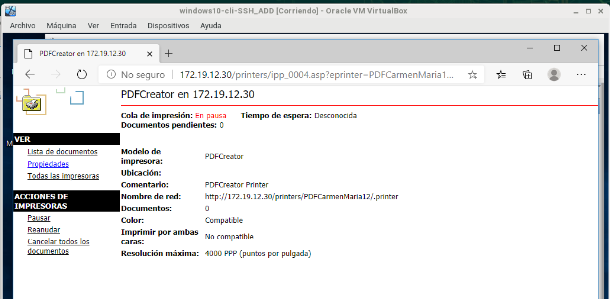 windows10-cli-SSH_ADD [Corriendo] - Oracle VM VirtualBox
Archivo Máquina Ver Entrada Dispositivos Ayuda
PDFCreator en 172.19.12.30
No seguro 172.19.12.30/printers/ipp_0004.asp?eprinter=PDFCarmenMaria1...
PDFCreator en 172.19.12.30
Cola de impresión: En pausa Tiempo de espera: Desconocida
Documentos pendientes: 0
VER
Lista de documentos
Propiedades
Todas las impresoras
ACCIONES DE
IMPRESORAS
Pausar
Reanudar
Cancelar todos los
documentos
Modelo de
impresora: PDFCreator
Ubicación:
Comentario: PDFCreator Printer
Nombre de red: http://172.19.12.30/printers/PDFCarmenMaria12/.printer
Documentos: 0
Color: Compatible
Imprimir por ambas
caras: No compatible
Resolución máxima: 4000 PPP (puntos por pulgada)